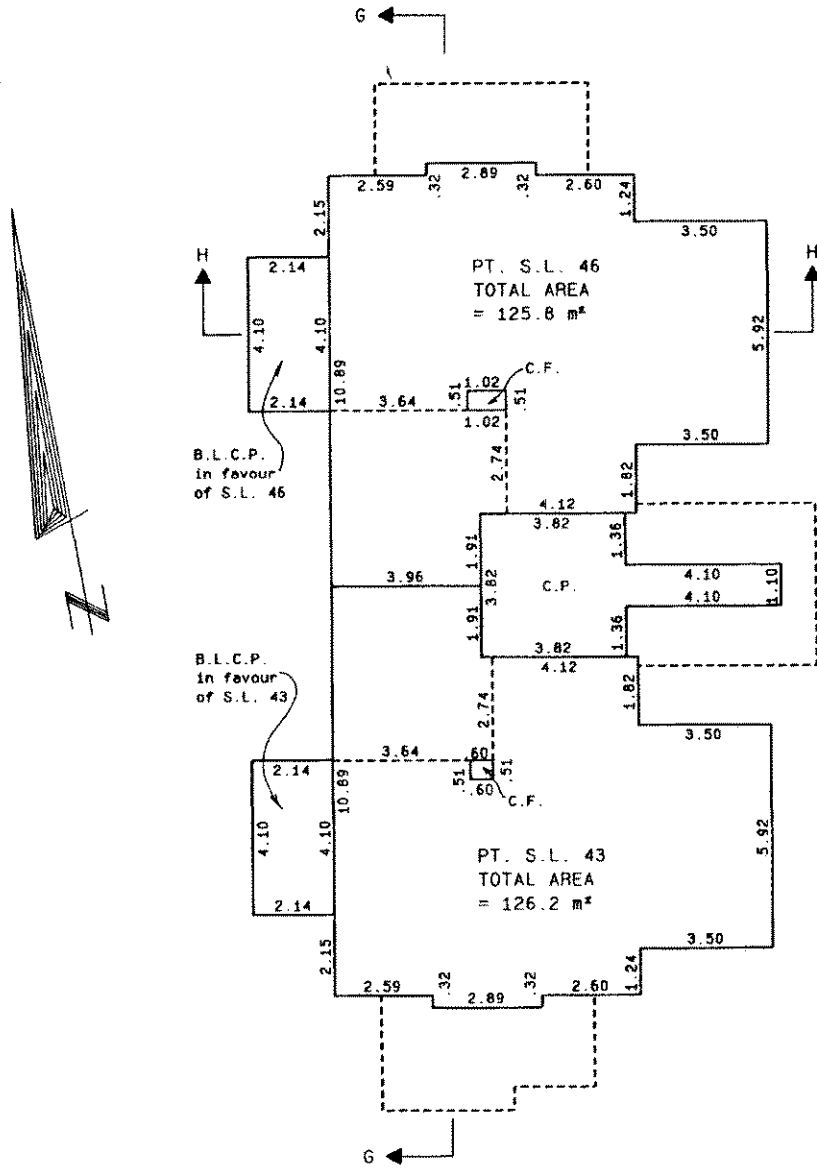 G
2.59
.32
2.89
.32
2.60
1.24
2.15
3.50
H
H
2.14
PT. S.L. 46
TOTAL AREA
= 125.8 m²
4.10
4.10
5.92
10.89
C.F.
1.02
.51
.51
2.14
3.64
1.02
B.L.C.P.
in favour
of S.L. 46
2.74
3.50
1.82
4.12
3.82
1.91
1.36
3.82
4.10
3.96
C.P.
1.10
4.10
1.91
1.36
3.82
4.12
B.L.C.P.
in favour
of S.L. 43
2.74
1.82
3.50
2.14
3.64
.60
.51
.51
.60
10.89
C.F.
4.10
4.10
5.92
PT. S.L. 43
TOTAL AREA
= 126.2 m²
2.14
2.15
3.50
2.59
.32
2.89
.32
2.60
1.24
G
Z